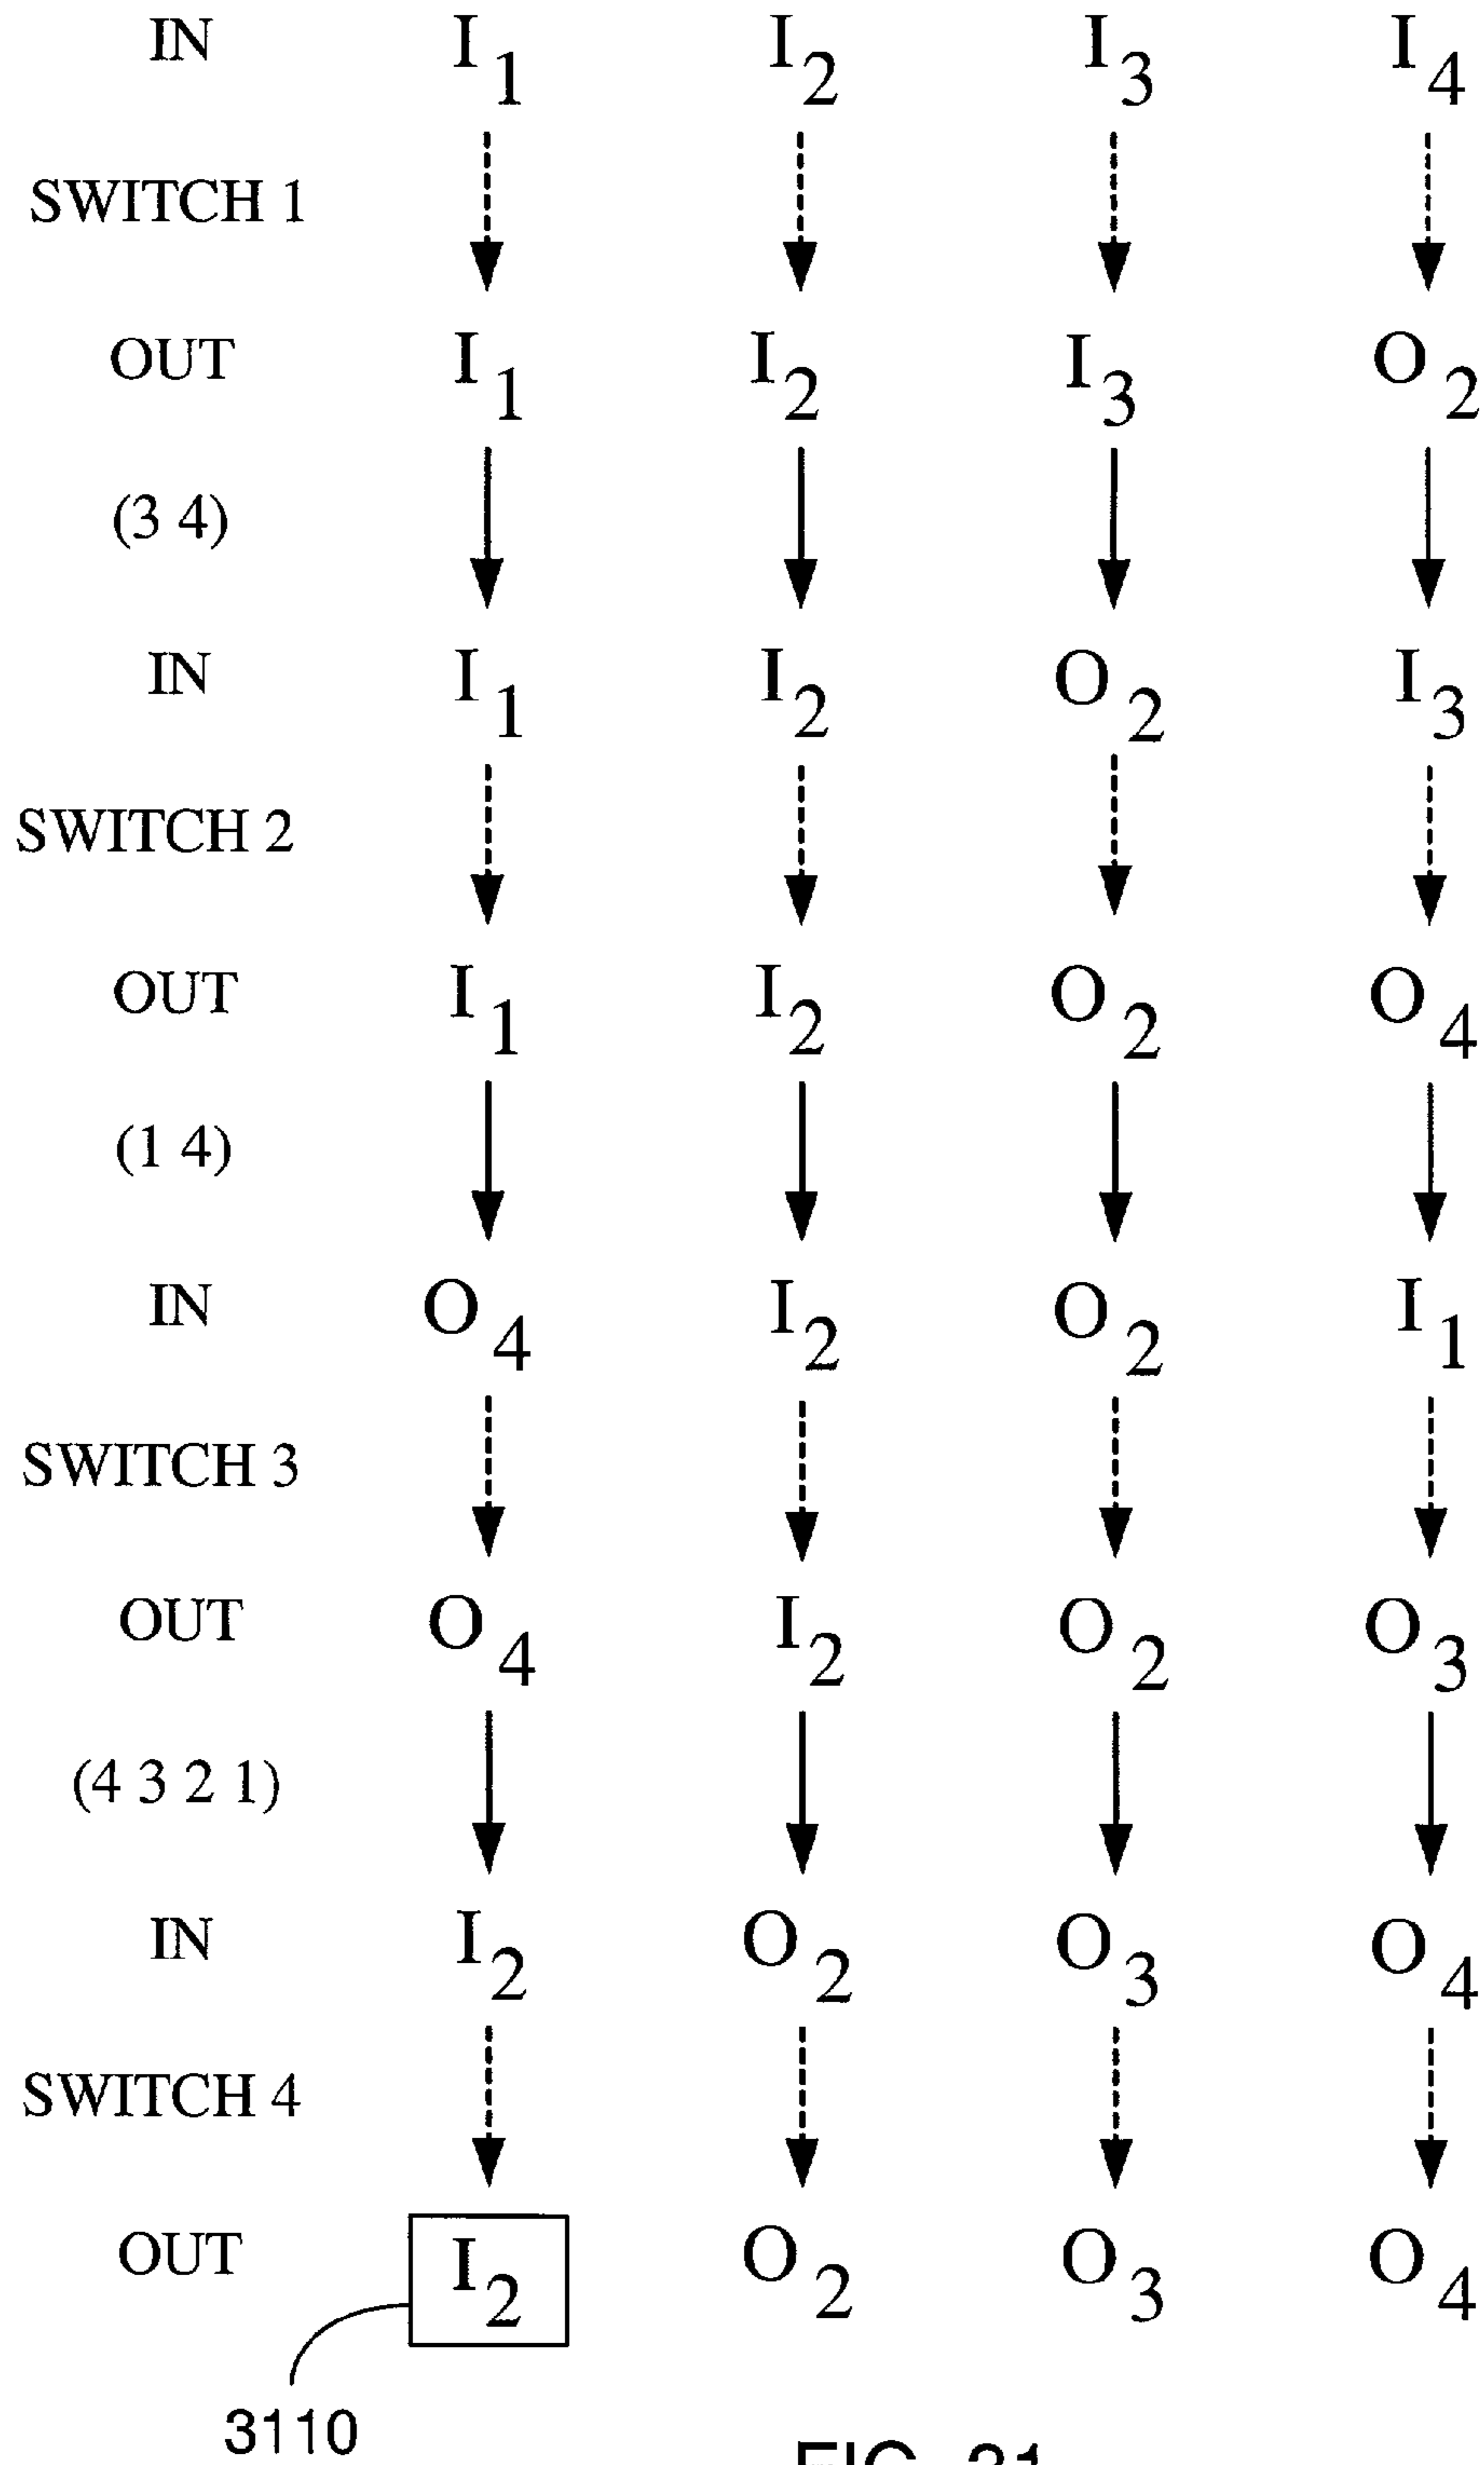 IN I1 I2 I3 I4
SWITCH 1
OUT I1 I2 I3 O2
(3 4)
IN I1 I2 O2 I3
SWITCH 2
OUT I1 I2 O2 O4
(1 4)
IN O4 I2 O2 I1
SWITCH 3
OUT O4 I2 O2 O3
(4 3 2 1)
IN I2 O2 O3 O4
SWITCH 4
OUT I2 O2 O3 O4
3110
FIG. 31